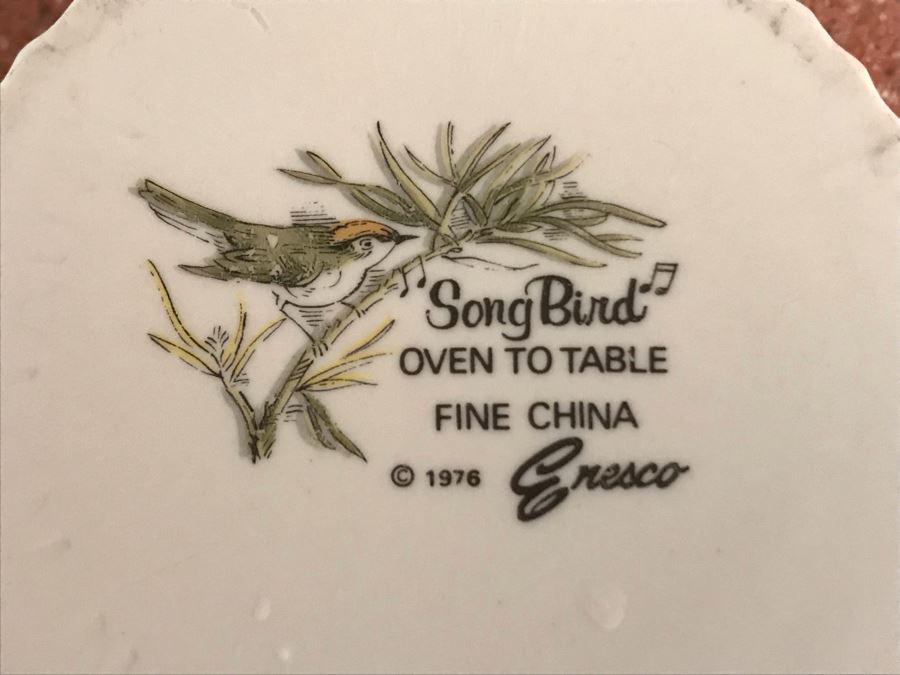 "SongBird"
OVEN TO TABLE
FINE CHINA
© 1976 Enesco